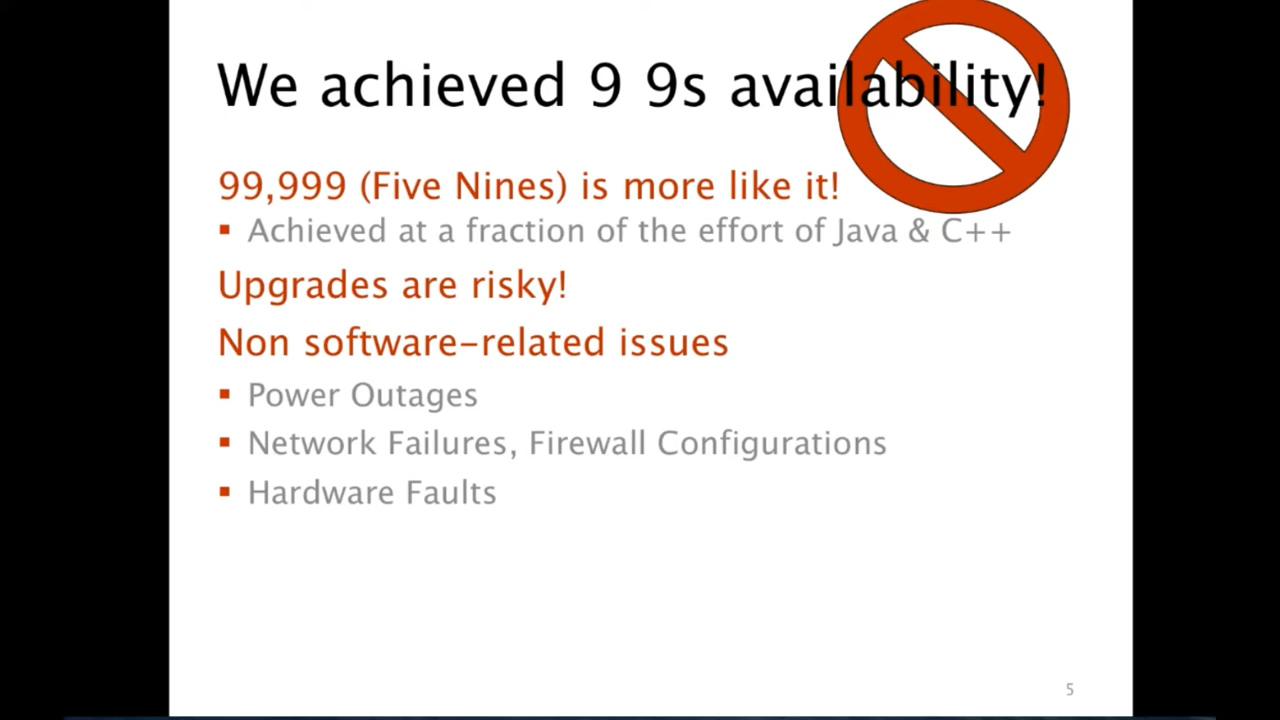 We achieved 9 9s availability!
99,999 (Five Nines) is more like it!
▪ Achieved at a fraction of the effort of Java & C++
Upgrades are risky!
Non software-related issues
▪ Power Outages
▪ Network Failures, Firewall Configurations
▪ Hardware Faults
5